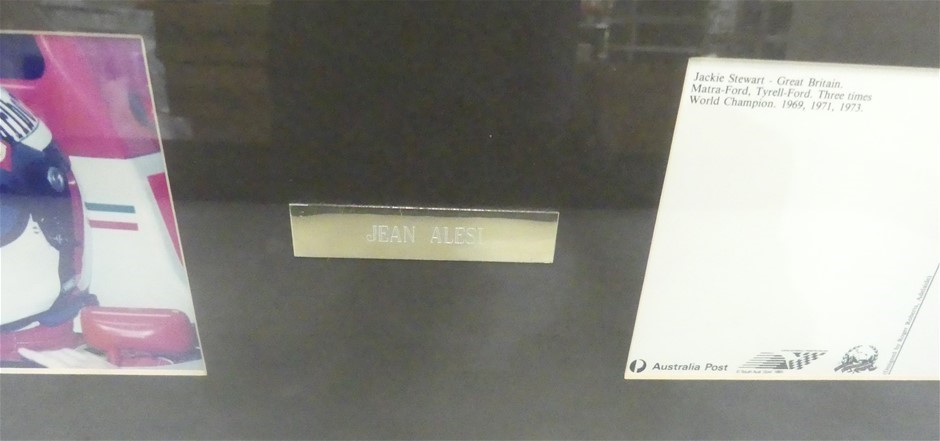 Jackie Stewart - Great Britain.
Matra-Ford, Tyrell-Ford. Three times
World Champion. 1969, 1971, 1973.
JEAN ALESI
Australia Post